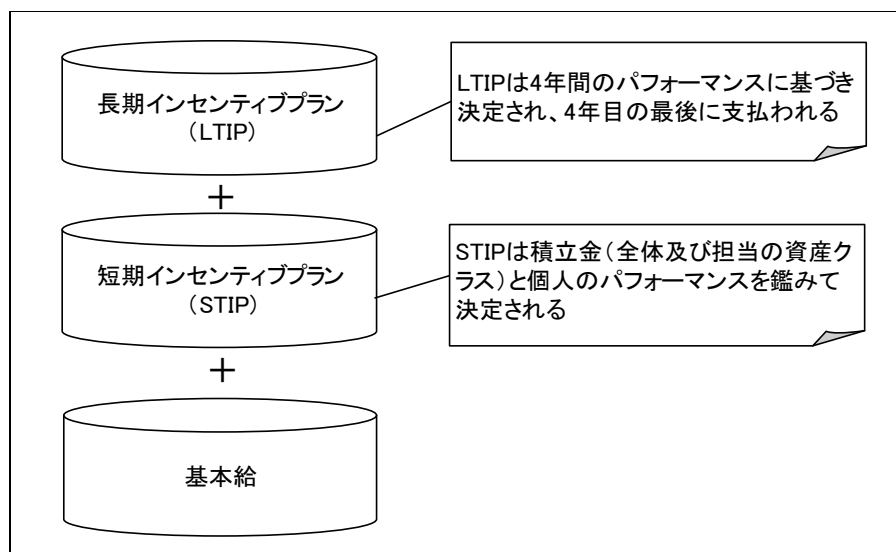 長期インセンティブプラン
（LTIP）
LTIPは4年間のパフォーマンスに基づき
決定され、4年目の最後に支払われる
＋
短期インセンティブプラン
（STIP）
STIPは積立金（全体及び担当の資産ク
ラス）と個人のパフォーマンスを鑑みて
決定される
＋
基本給